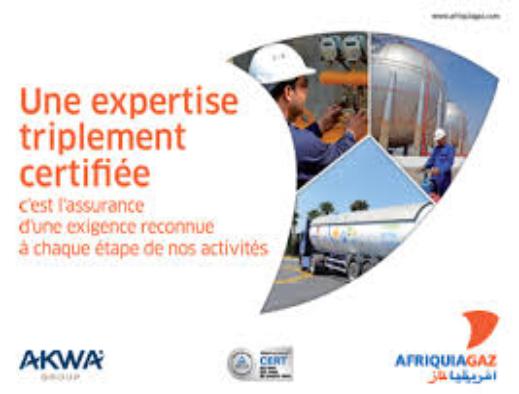 www.afriquiagaz.com
Une expertise
triplement
certifiée
c'est l'assurance
d'une exigence reconnue
à chaque étape de nos activités
AKWA
GROUP
CERT
AFRIQUIAGAZ
افريقيا غاز